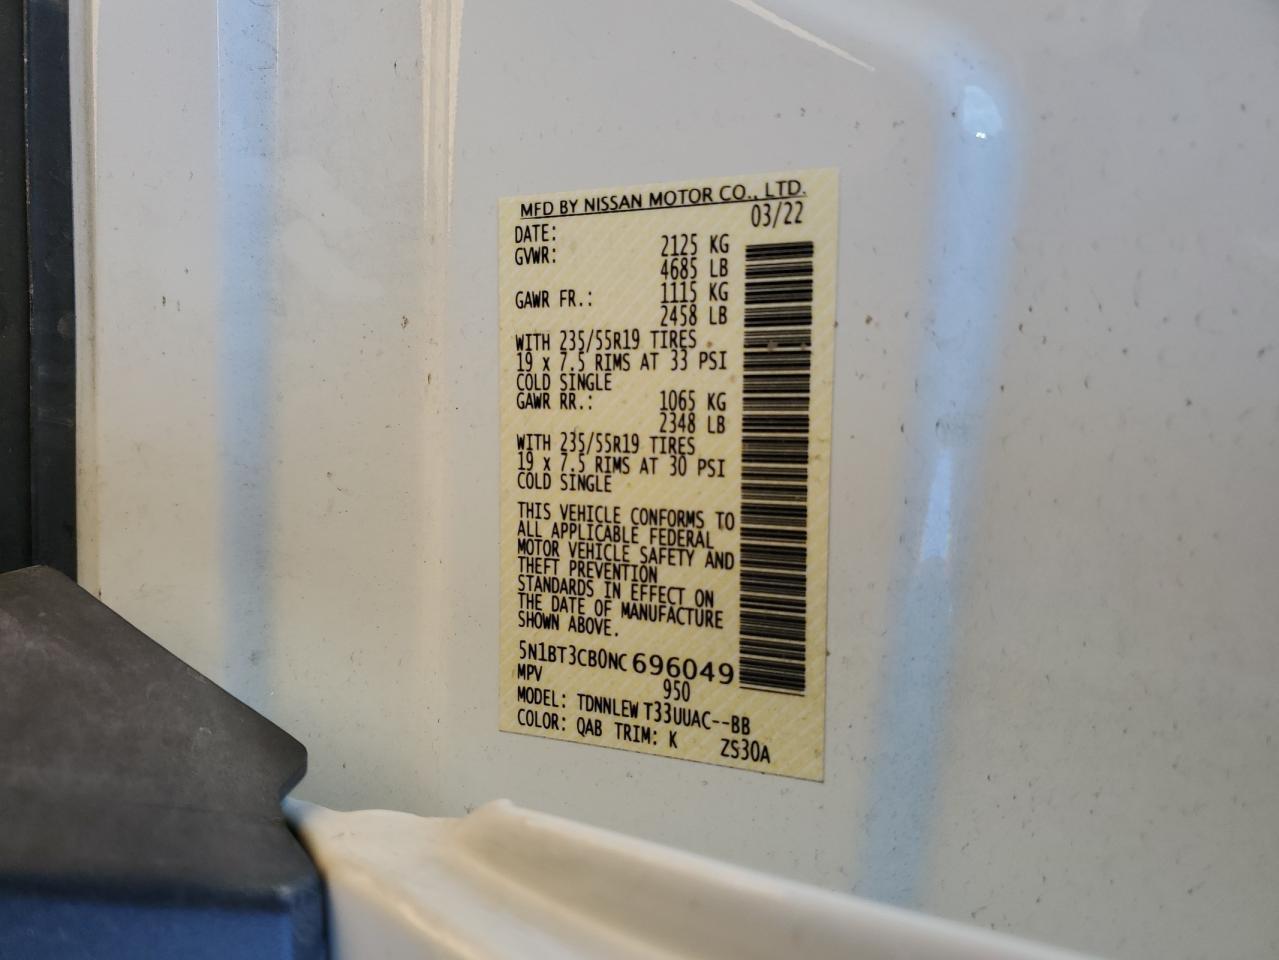 MFD BY NISSAN MOTOR CO., LTD.
DATE: 03/22
GVWR: 2125 KG
4685 LB
GAWR FR.: 1115 KG
2458 LB
WITH 235/55R19 TIRES
19 x 7.5 RIMS AT 33 PSI
COLD SINGLE
GAWR RR.: 1065 KG
2348 LB
WITH 235/55R19 TIRES
19 x 7.5 RIMS AT 30 PSI
COLD SINGLE
THIS VEHICLE CONFORMS TO
ALL APPLICABLE FEDERAL
MOTOR VEHICLE SAFETY AND
THEFT PREVENTION
STANDARDS IN EFFECT ON
THE DATE OF MANUFACTURE
SHOWN ABOVE.
5N1BT3CB0NC696049
MPV 950
MODEL: TDNNLEW T33UUAC--BB
COLOR: QAB TRIM: K ZS30A